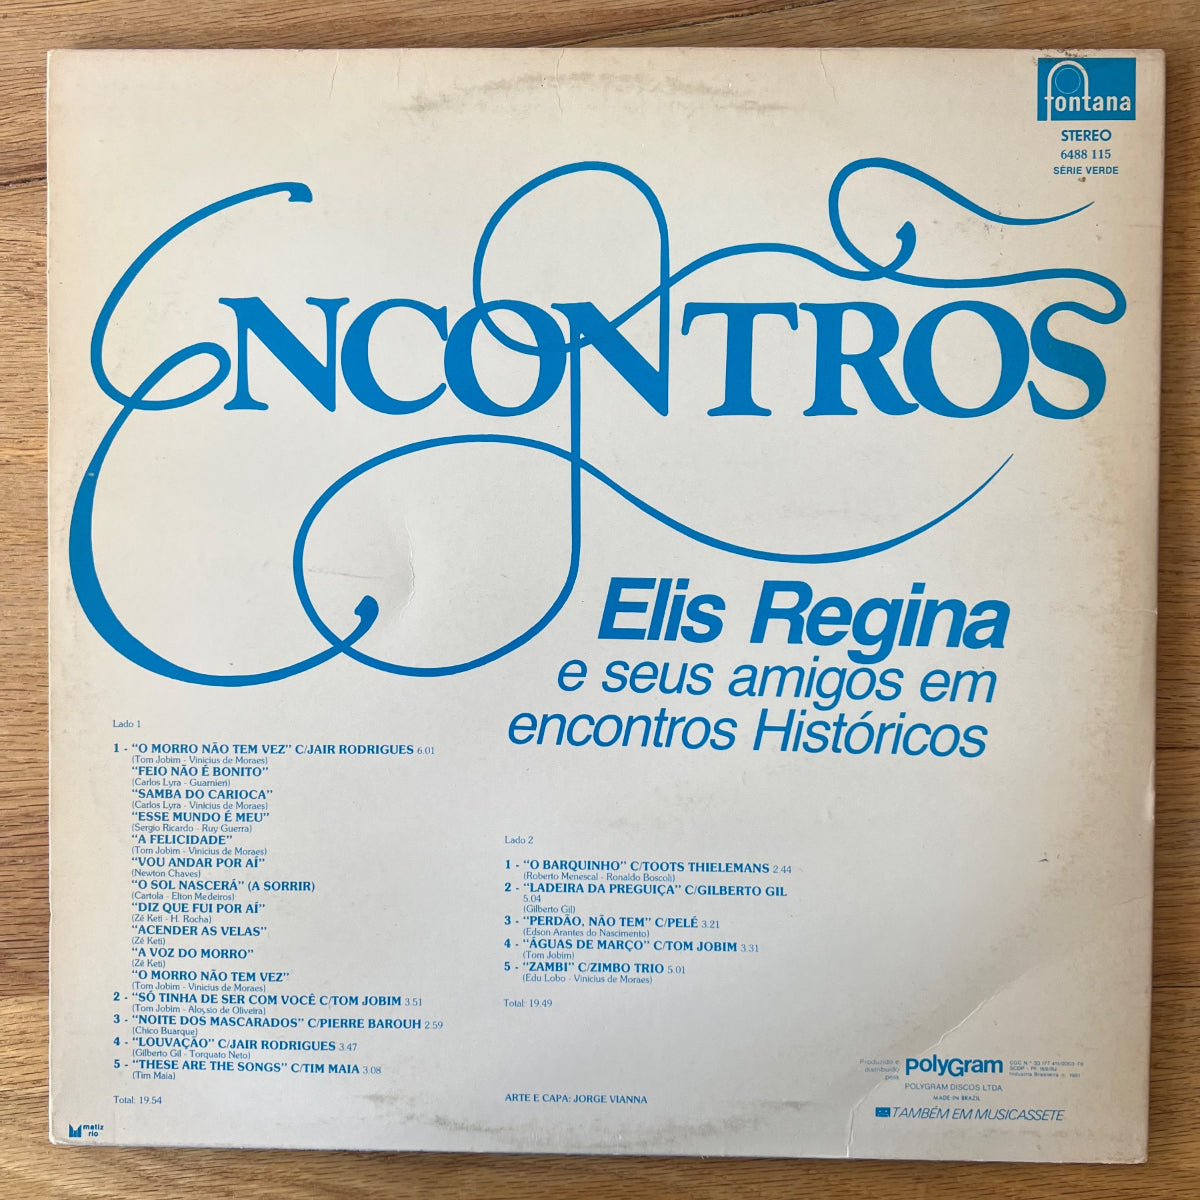 fontana
STEREO
6488 115
SÉRIE VERDE
ENCONTROS
Elis Regina
e seus amigos em
encontros Históricos
Lado 1
1 - “O MORRO NÃO TEM VEZ” C/JAIR RODRIGUES 6.01
(Tom Jobim - Vinicius de Moraes)
“FEIO NÃO É BONITO”
(Carlos Lyra - Guarnieri)
“SAMBA DO CARIOCA”
(Carlos Lyra - Vinicius de Moraes)
“ESSE MUNDO É MEU”
(Sergio Ricardo - Ruy Guerra)
“A FELICIDADE”
(Tom Jobim - Vinicius de Moraes)
“VOU ANDAR POR AÍ”
(Newton Chaves)
“O SOL NASCERÁ” (A SORRIR)
(Cartola - Elton Medeiros)
“DIZ QUE FUI POR AÍ”
(Zé Keti - H. Rocha)
“ACENDER AS VELAS”
(Zé Keti)
“A VOZ DO MORRO”
(Zé Keti)
“O MORRO NÃO TEM VEZ”
(Tom Jobim - Vinicius de Moraes)
2 - “SÓ TINHA DE SER COM VOCÊ C/TOM JOBIM 3.51
(Tom Jobim - Aloysio de Oliveira)
3 - “NOITE DOS MASCARADOS” C/PIERRE BAROUH 2.59
(Chico Buarque)
4 - “LOUVAÇÃO” C/JAIR RODRIGUES 3.47
(Gilberto Gil - Torquato Neto)
5 - “THESE ARE THE SONGS” C/TIM MAIA 3.08
(Tim Maia)
Total: 19.54
Lado 2
1 - “O BARQUINHO” C/TOOTS THIELEMANS 2.44
(Roberto Menescal - Ronaldo Boscoli)
2 - “LADEIRA DA PREGUIÇA” C/GILBERTO GIL
5.04
(Gilberto Gil)
3 - “PERDÃO, NÃO TEM” C/PELÉ 3.21
(Edson Arantes do Nascimento)
4 - “ÁGUAS DE MARÇO” C/TOM JOBIM 3.31
(Tom Jobim)
5 - “ZAMBI” C/ZIMBO TRIO 5.01
(Edu Lobo - Vinicius de Moraes)
Total: 19.49
ARTE E CAPA: JORGE VIANNA
Produzido e
distribuído
pela
polyGram
Indústria Brasileira
POLYGRAM DISCOS LTDA.
MADE IN BRAZIL
TAMBÉM EM MUSICASSETE
matiz
rio